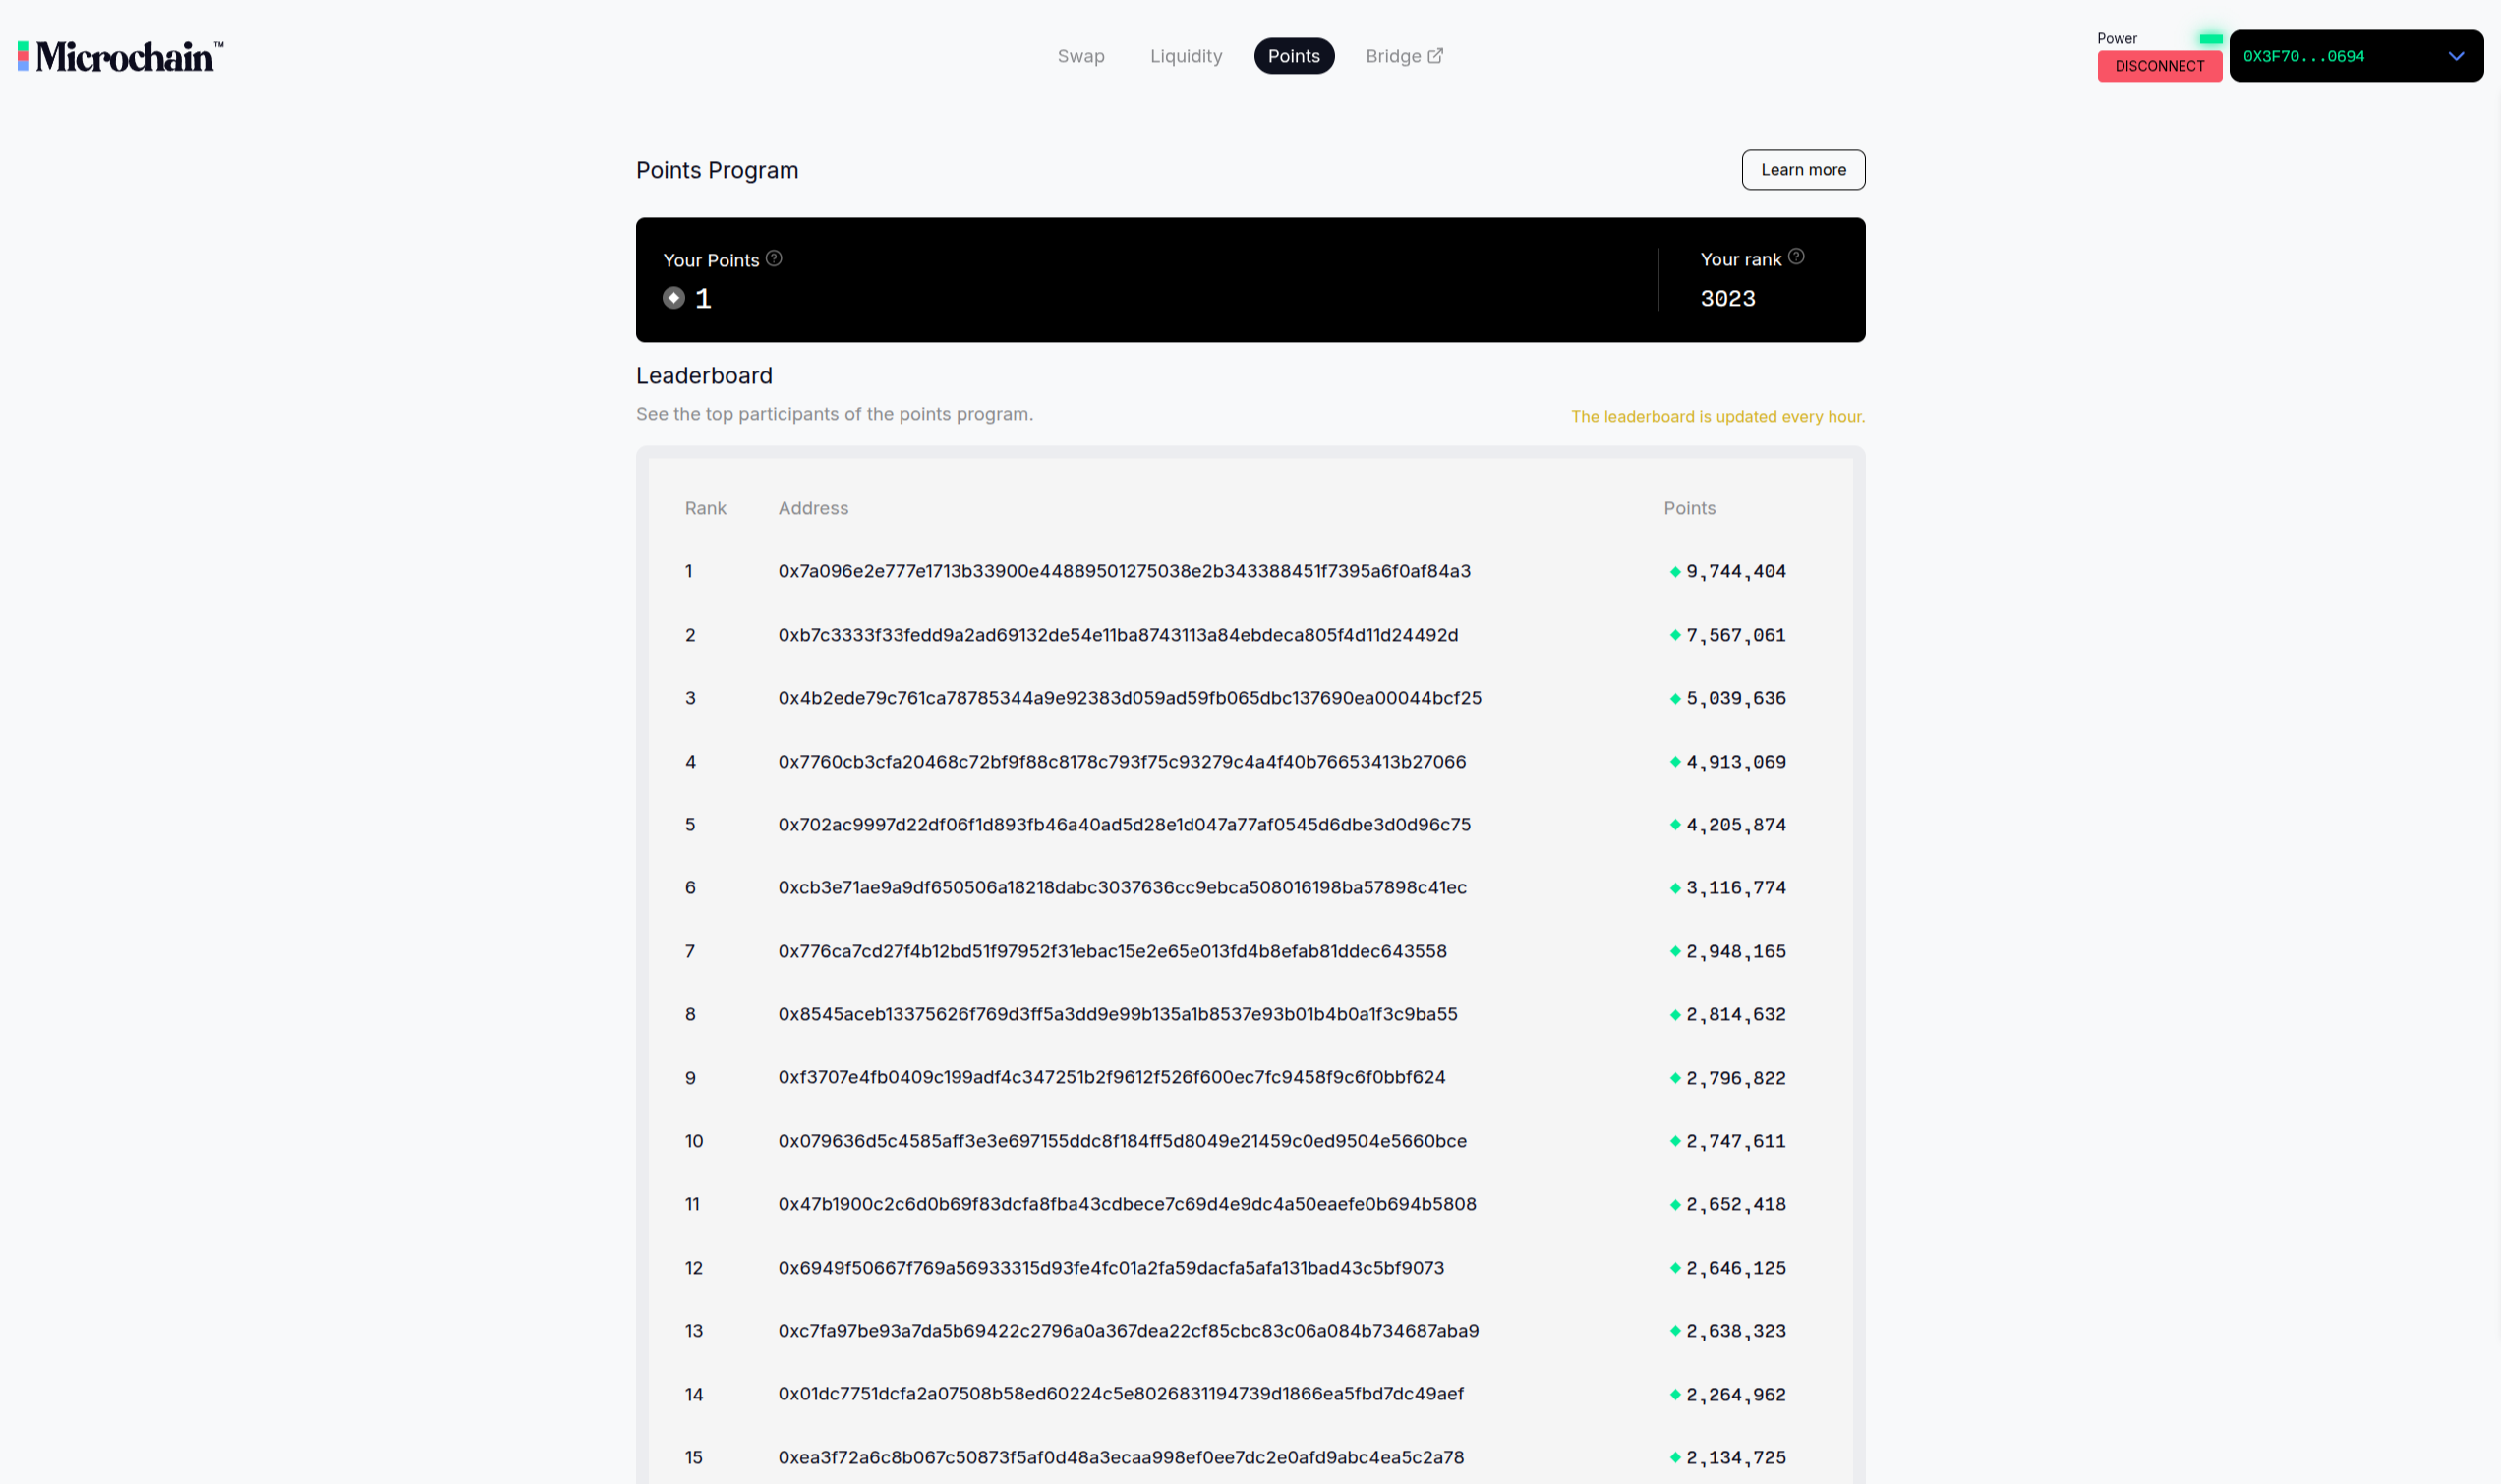 Microchain™
Swap Liquidity Points Bridge
Power
DISCONNECT
0X3F70...0694
Points Program
Learn more
Your Points
1
Your rank
3023
Leaderboard
See the top participants of the points program.
The leaderboard is updated every hour.
Rank Address Points
1 0x7a096e2e777e1713b33900e44889501275038e2b343388451f7395a6f0af84a3 9,744,404
2 0xb7c3333f33fedd9a2ad69132de54e11ba8743113a84ebdeca805f4d11d24492d 7,567,061
3 0x4b2ede79c761ca78785344a9e92383d059ad59fb065dbc137690ea00044bcf25 5,039,636
4 0x7760cb3cfa20468c72bf9f88c8178c793f75c93279c4a4f40b76653413b27066 4,913,069
5 0x702ac9997d22df06f1d893fb46a40ad5d28e1d047a77af0545d6dbe3d0d96c75 4,205,874
6 0xcb3e71ae9a9df650506a18218dabc3037636cc9ebca508016198ba57898c41ec 3,116,774
7 0x776ca7cd27f4b12bd51f97952f31ebac15e2e65e013fd4b8efab81ddec643558 2,948,165
8 0x8545aceb13375626f769d3ff5a3dd9e99b135a1b8537e93b01b4b0a1f3c9ba55 2,814,632
9 0xf3707e4fb0409c199adf4c347251b2f9612f526f600ec7fc9458f9c6f0bbf624 2,796,822
10 0x079636d5c4585aff3e3e697155ddc8f184ff5d8049e21459c0ed9504e5660bce 2,747,611
11 0x47b1900c2c6d0b69f83dcfa8fba43cdbece7c69d4e9dc4a50eaefe0b694b5808 2,652,418
12 0x6949f50667f769a56933315d93fe4fc01a2fa59dacfa5afa131bad43c5bf9073 2,646,125
13 0xc7fa97be93a7da5b69422c2796a0a367dea22cf85cbc83c06a084b734687aba9 2,638,323
14 0x01dc7751dcfa2a07508b58ed60224c5e8026831194739d1866ea5fbd7dc49aef 2,264,962
15 0xea3f72a6c8b067c50873f5af0d48a3ecaa998ef0ee7dc2e0afd9abc4ea5c2a78 2,134,725